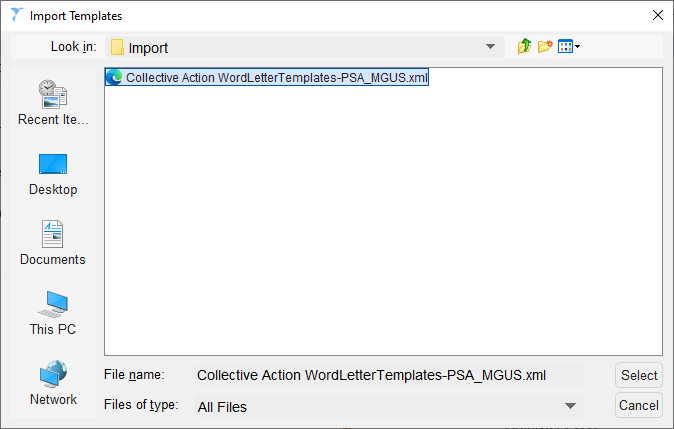 Import Templates
Look in: Import
Collective Action WordLetterTemplates-PSA_MGUS.xml
Recent Ite...
Desktop
Documents
This PC
Network
File name: Collective Action WordLetterTemplates-PSA_MGUS.xml Select
Files of type: All Files Cancel